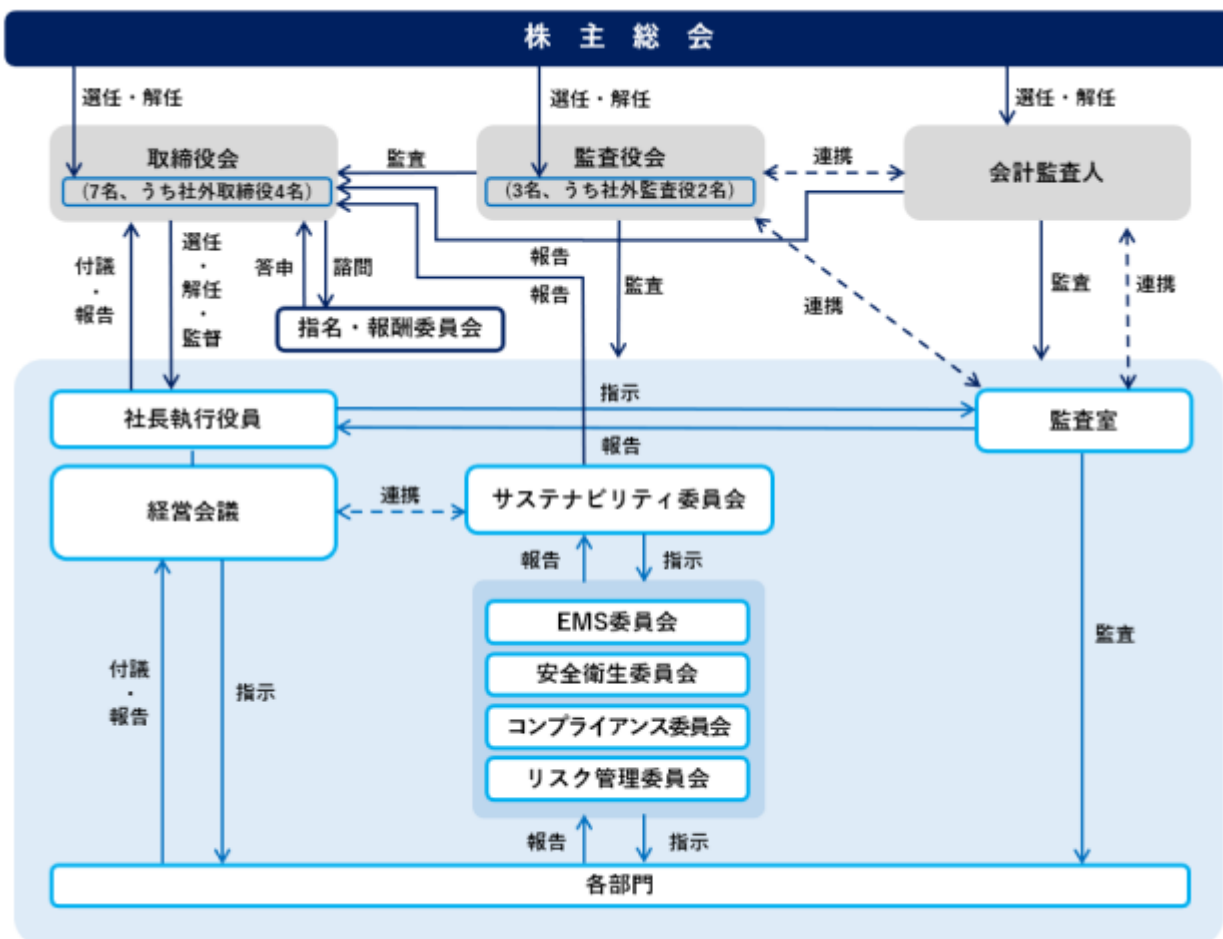 株主総会
選任・解任
選任・解任
選任・解任
取締役会
(7名、うち社外取締役4名)
監査
監査役会
(3名、うち社外監査役2名)
連携
会計監査人
付議・報告
選任・解任・監督
答申
諮問
報告
報告
監査
連携
監査
連携
指名・報酬委員会
社長執行役員
指示
報告
監査室
経営会議
連携
サステナビリティ委員会
報告
指示
EMS委員会
安全衛生委員会
コンプライアンス委員会
リスク管理委員会
付議・報告
指示
監査
報告
指示
各部門